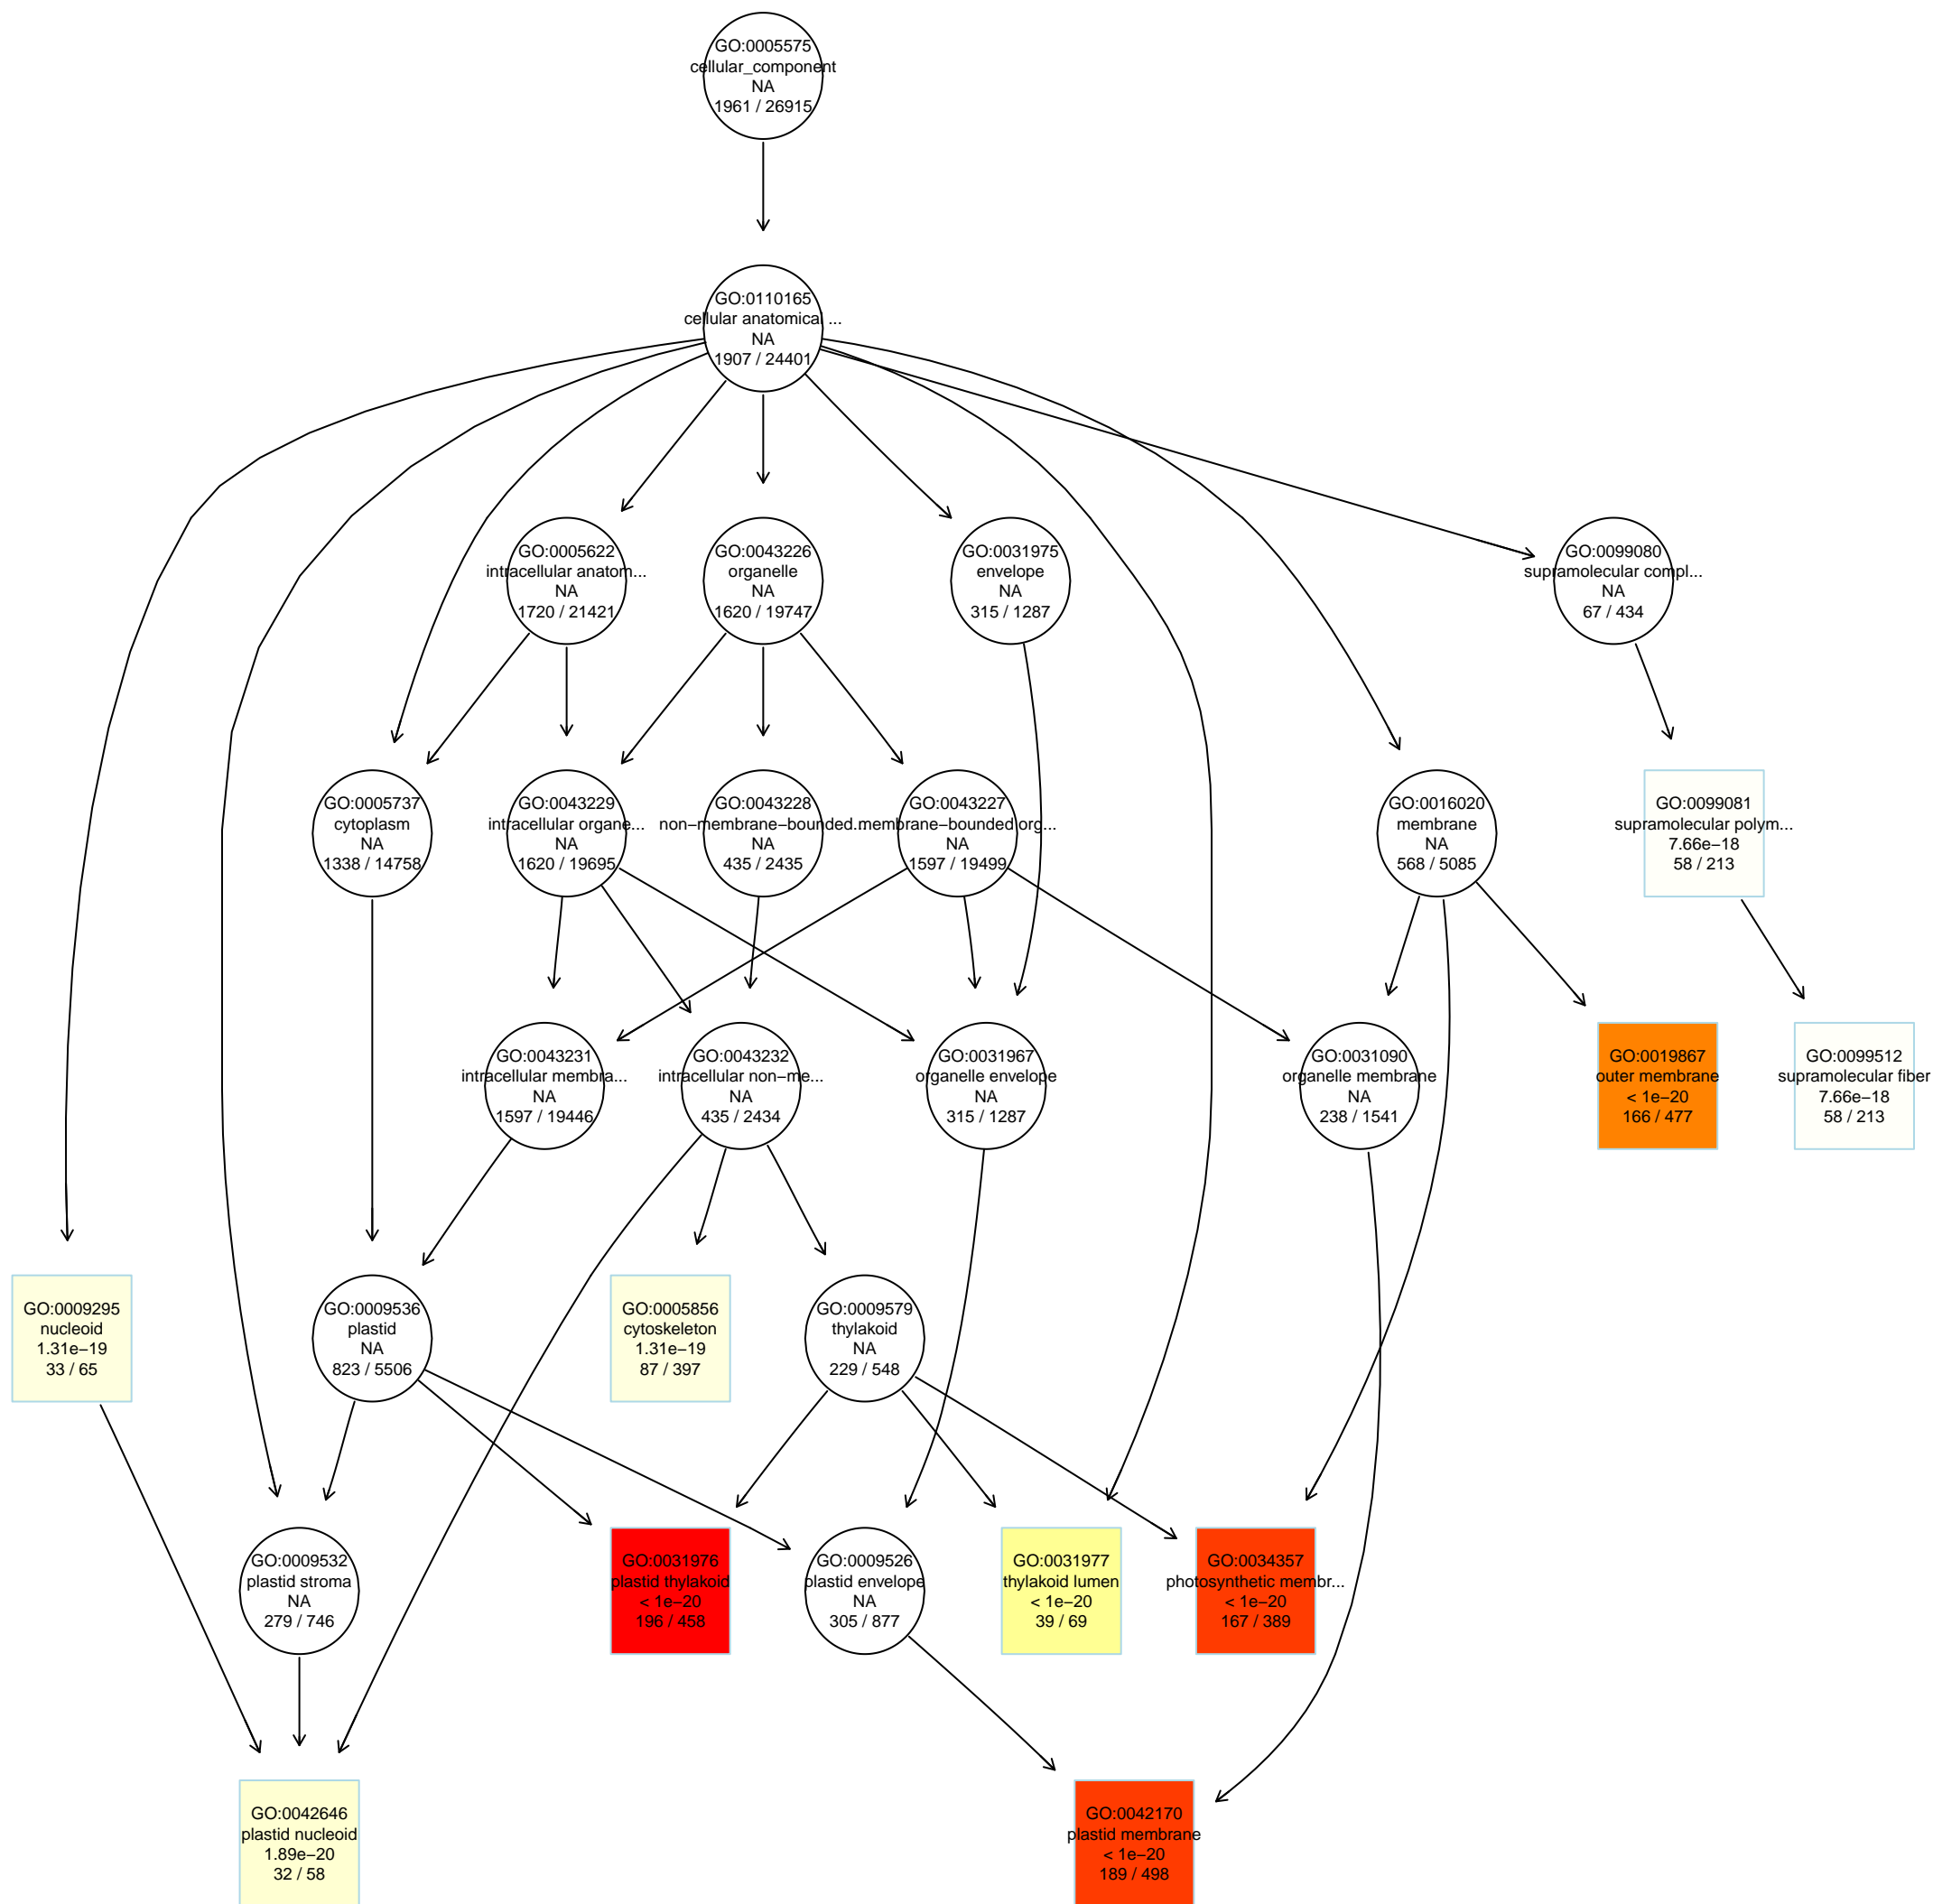 GO:0005575
cellular_component
NA
1961 / 26915
GO:0110165
cellular anatomical ...
NA
1907 / 24401
GO:0005622
intracellular anatom...
NA
1720 / 21421
GO:0043226
organelle
NA
1620 / 19747
GO:0031975
envelope
NA
315 / 1287
GO:0099080
supramolecular compl...
NA
67 / 434
GO:0005737
cytoplasm
NA
1338 / 14758
GO:0043229
intracellular organe...
NA
1620 / 19695
GO:0043228
non−membrane−bounded...
NA
435 / 2435
GO:0043227
membrane−bounded org...
NA
1597 / 19499
GO:0016020
membrane
NA
568 / 5085
GO:0099081
supramolecular polym...
7.66e−18
58 / 213
GO:0043231
intracellular membra...
NA
1597 / 19446
GO:0043232
intracellular non−me...
NA
435 / 2434
GO:0031967
organelle envelope
NA
315 / 1287
GO:0031090
organelle membrane
NA
238 / 1541
GO:0019867
outer membrane
< 1e−20
166 / 477
GO:0099512
supramolecular fiber
7.66e−18
58 / 213
GO:0009295
nucleoid
1.31e−19
33 / 65
GO:0009536
plastid
NA
823 / 5506
GO:0005856
cytoskeleton
1.31e−19
87 / 397
GO:0009579
thylakoid
NA
229 / 548
GO:0009532
plastid stroma
NA
279 / 746
GO:0031976
plastid thylakoid
< 1e−20
196 / 458
GO:0009526
plastid envelope
NA
305 / 877
GO:0031977
thylakoid lumen
< 1e−20
39 / 69
GO:0034357
photosynthetic membr...
< 1e−20
167 / 389
GO:0042646
plastid nucleoid
1.89e−20
32 / 58
GO:0042170
plastid membrane
< 1e−20
189 / 498